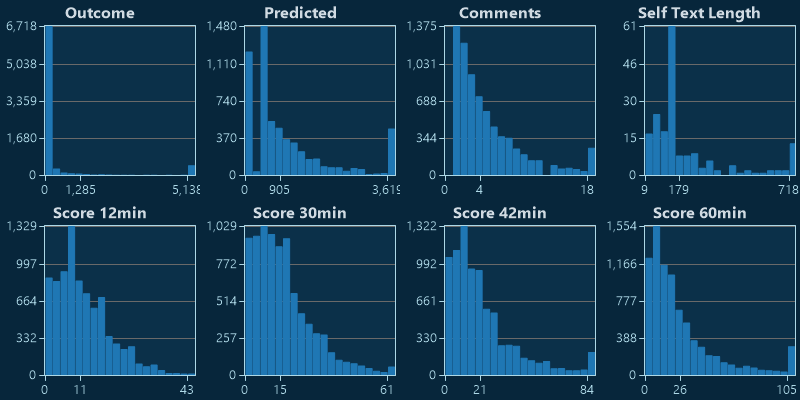 Outcome
6,718
5,038
3,359
1,680
0
0 1,285 5,138
Predicted
1,480
1,110
740
370
0
0 905 3,619
Comments
1,375
1,031
688
344
0
0 4 18
Self Text Length
61
46
30
15
0
9 179 718
Score 12min
1,329
997
664
332
0
0 11 43
Score 30min
1,029
772
514
257
0
0 15 61
Score 42min
1,322
992
661
330
0
0 21 84
Score 60min
1,554
1,166
777
388
0
0 26 105